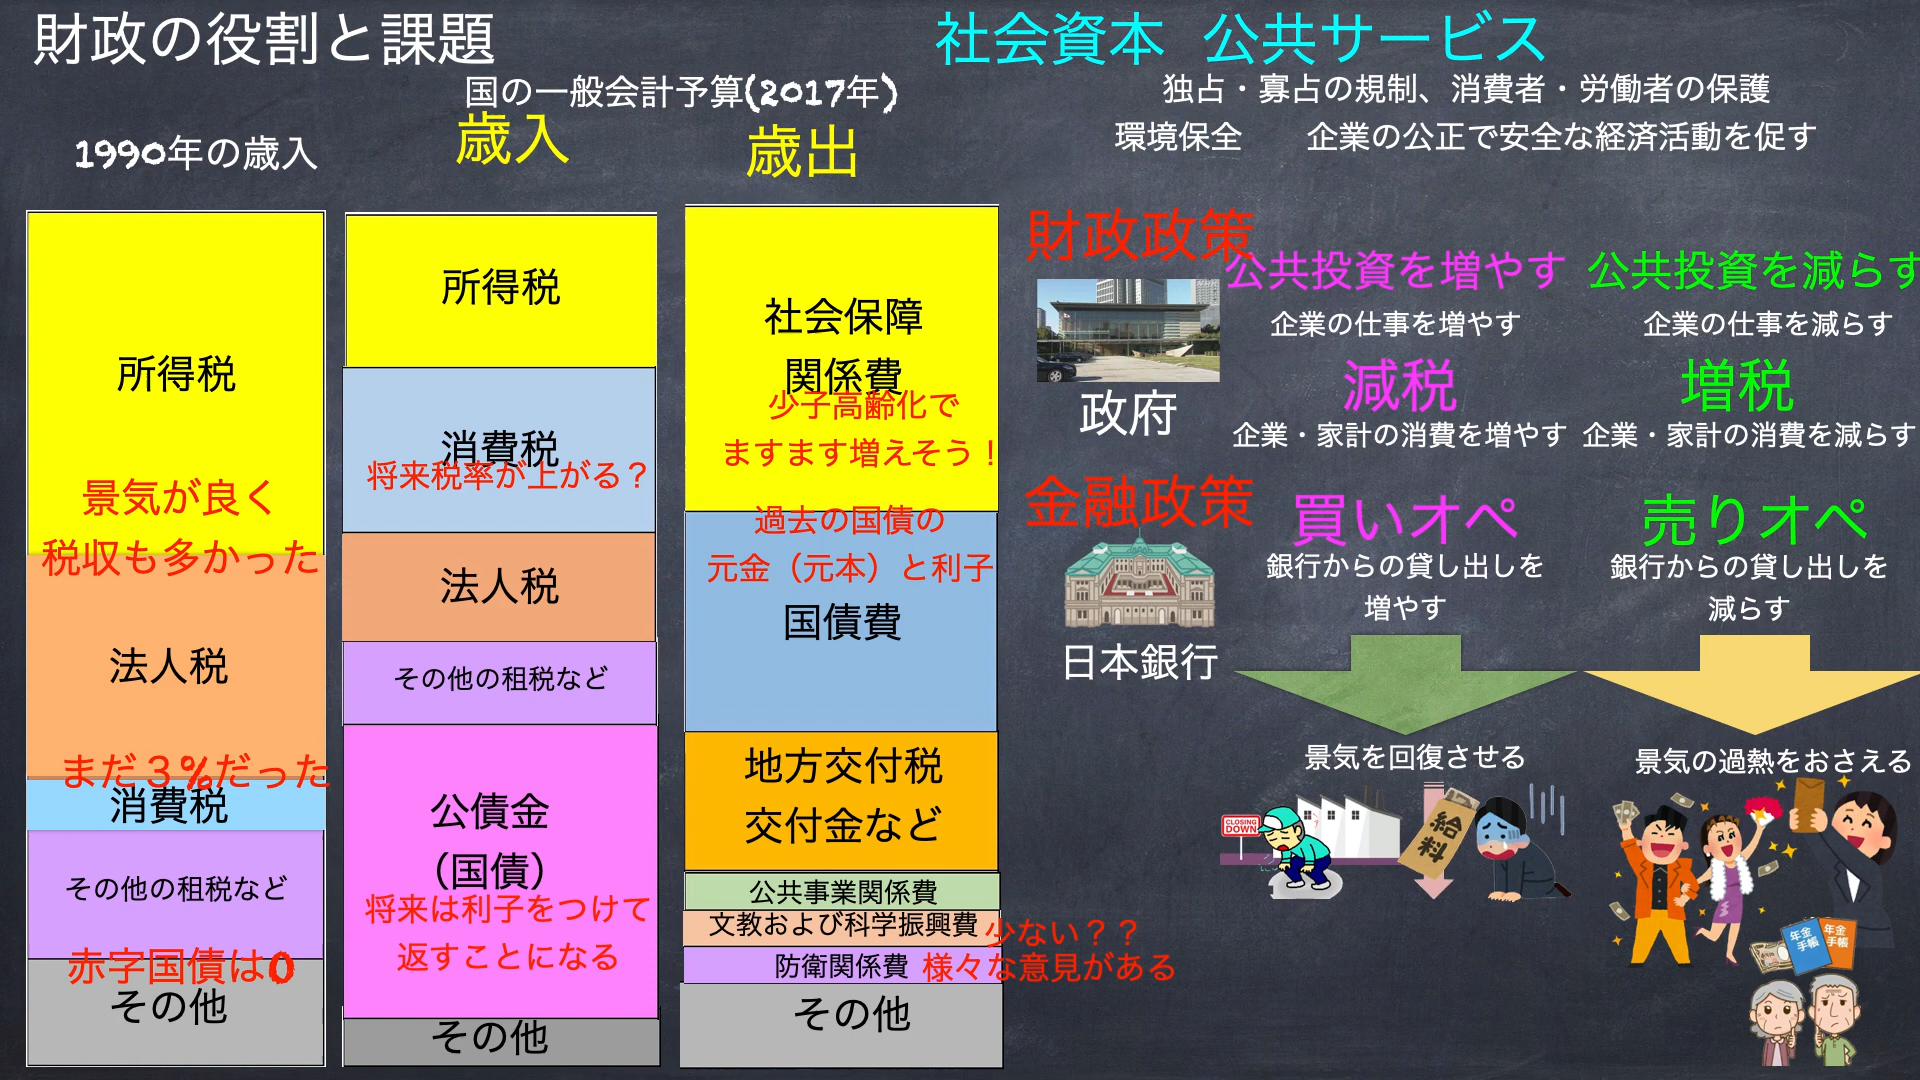 財政の役割と課題
社会資本 公共サービス
国の一般会計予算(2017年)
独占・寡占の規制、消費者・労働者の保護
環境保全 企業の公正で安全な経済活動を促す
1990年の歳入
歳入
歳出
所得税
景気が良く
税収も多かった
法人税
まだ３%だった
消費税
その他の租税など
赤字国債は0
その他
所得税
消費税
将来税率が上がる？
法人税
その他の租税など
公債金
（国債）
将来は利子をつけて
返すことになる
その他
社会保障
関係費
少子高齢化で
ますます増えそう！
過去の国債の
元金（元本）と利子
国債費
地方交付税
交付金など
公共事業関係費
文教および科学振興費
少ない？？
防衛関係費
様々な意見がある
その他
財政政策
政府
公共投資を増やす
企業の仕事を増やす
減税
企業・家計の消費を増やす
公共投資を減らす
企業の仕事を減らす
増税
企業・家計の消費を減らす
金融政策
日本銀行
買いオペ
銀行からの貸し出しを
増やす
売りオペ
銀行からの貸し出しを
減らす
景気を回復させる
景気の過熱をおさえる
CLOSING
DOWN
給料
年金
手帳
年金
手帳